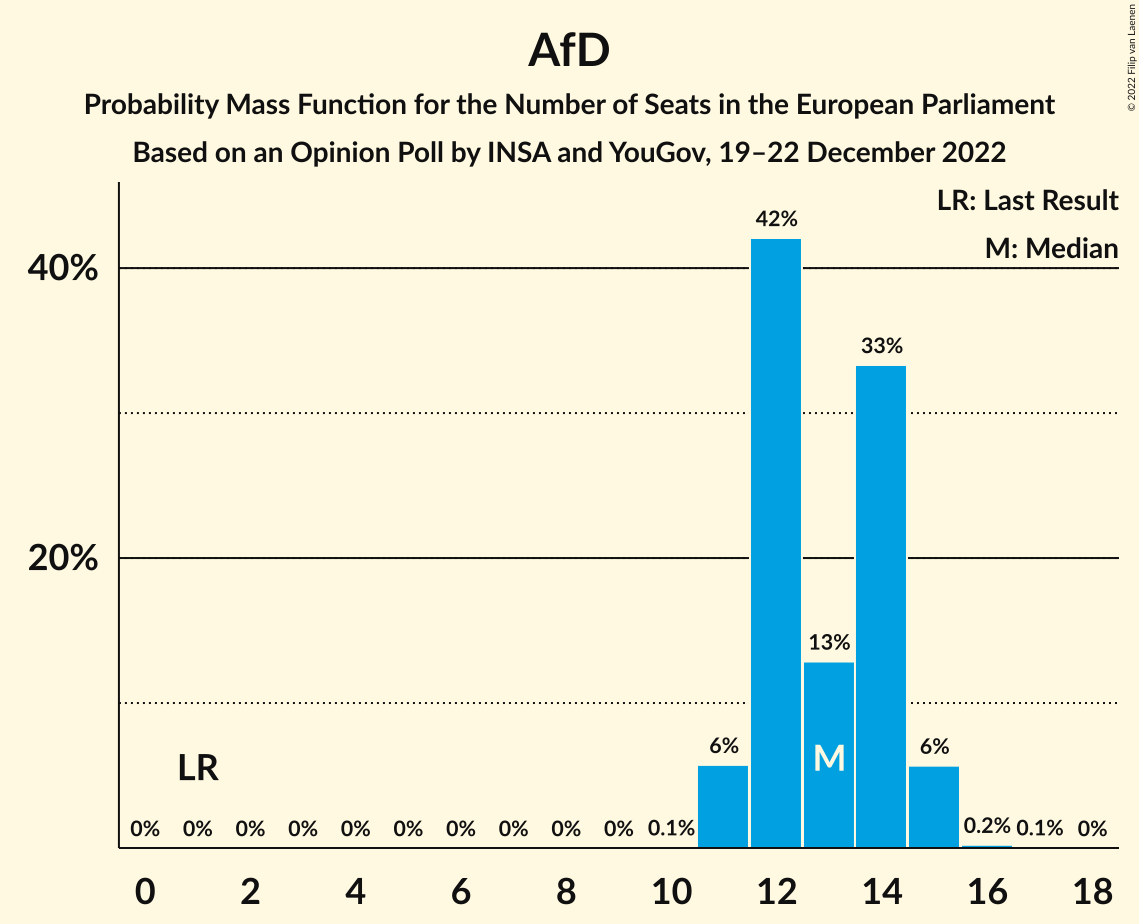 AfD
Probability Mass Function for the Number of Seats in the European Parliament
Based on an Opinion Poll by INSA and YouGov, 19–22 December 2022
© 2022 Filip van Laenen
LR: Last Result
M: Median
40%
20%
42%
33%
13%
6%
6%
M
LR
0% 0% 0% 0% 0% 0% 0% 0% 0% 0% 0.1% 0.2% 0.1% 0%
0 2 4 6 8 10 12 14 16 18